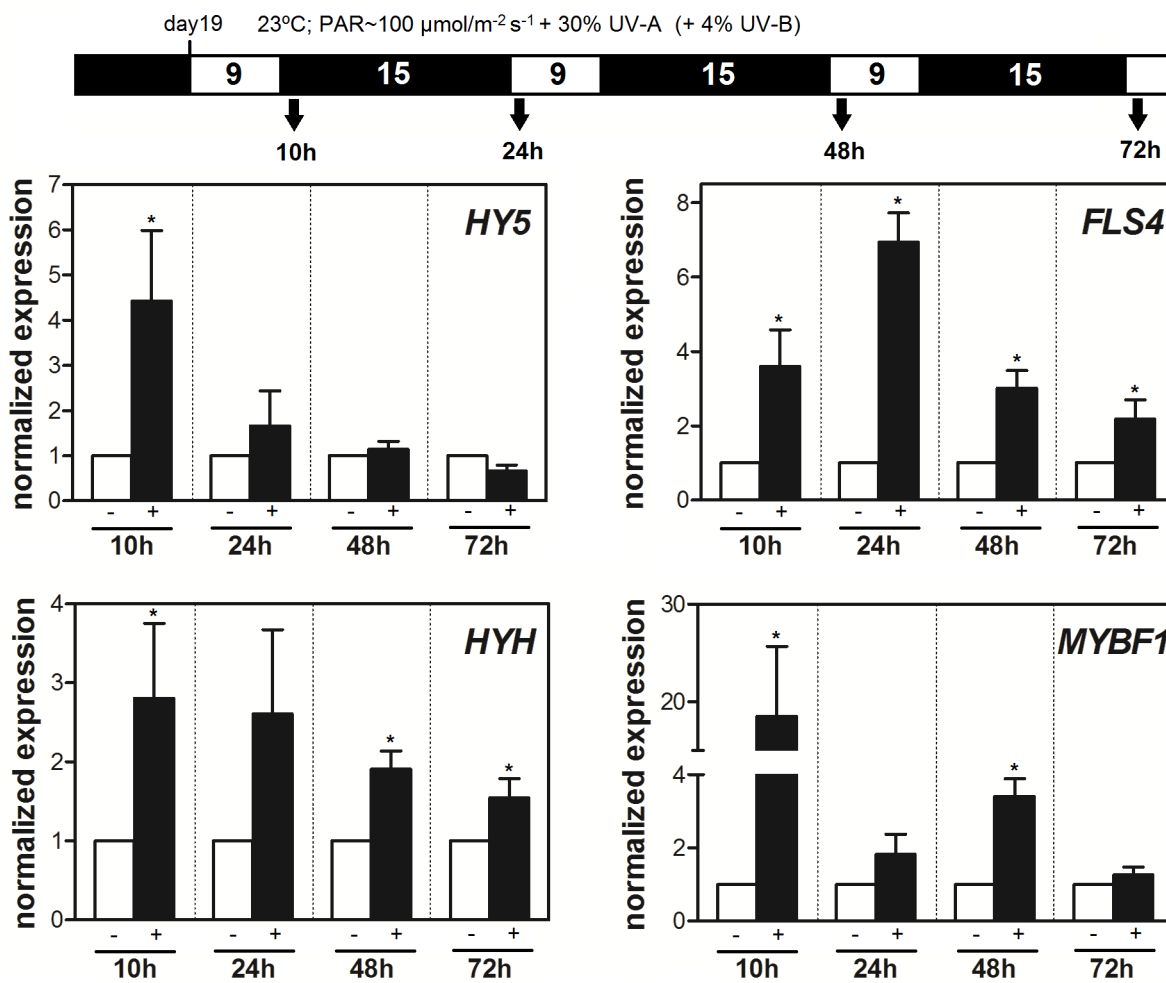 day19 23ºC; PAR~100 µmol/m⁻² s⁻¹ + 30% UV-A (+ 4% UV-B)
9 15 9 15 9 15
10h 24h 48h 72h
HY5
normalized expression
7
6
5
4
3
2
1
0
- + - + - + - +
10h 24h 48h 72h
* 
FLS4
normalized expression
8
6
4
2
0
* * * *
- + - + - + - +
10h 24h 48h 72h
HYH
normalized expression
4
3
2
1
0
* * *
- + - + - + - +
10h 24h 48h 72h
MYBF1
normalized expression
30
20
4
2
0
* *
- + - + - + - +
10h 24h 48h 72h